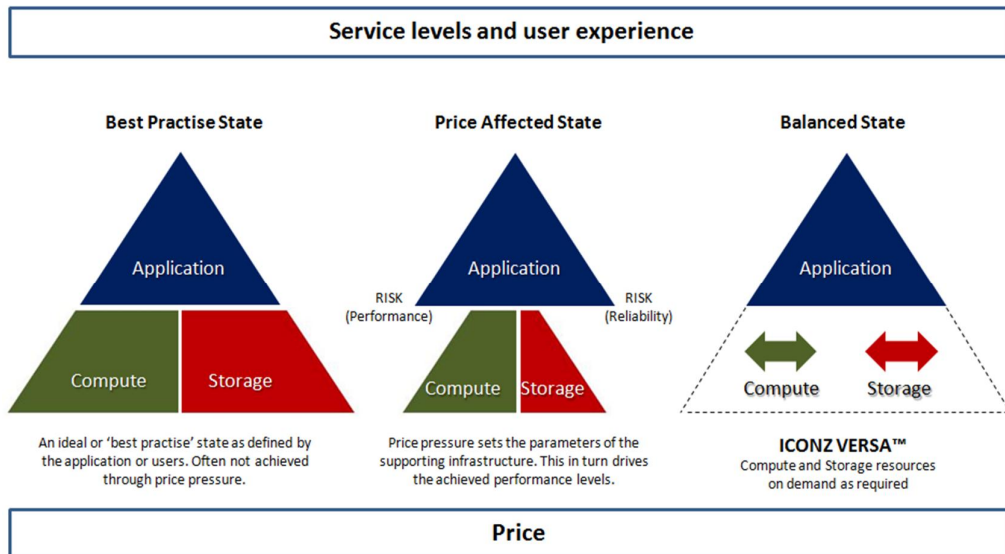 Service levels and user experience
Best Practise State
Price Affected State
Balanced State
Application
Application
Application
RISK
(Performance)
RISK
(Reliability)
Compute
Storage
Compute
Storage
Compute
Storage
An ideal or ‘best practise’ state as defined by
the application or users. Often not achieved
through price pressure.
Price pressure sets the parameters of the
supporting infrastructure. This in turn drives
the achieved performance levels.
ICONZ VERSA™
Compute and Storage resources
on demand as required
Price